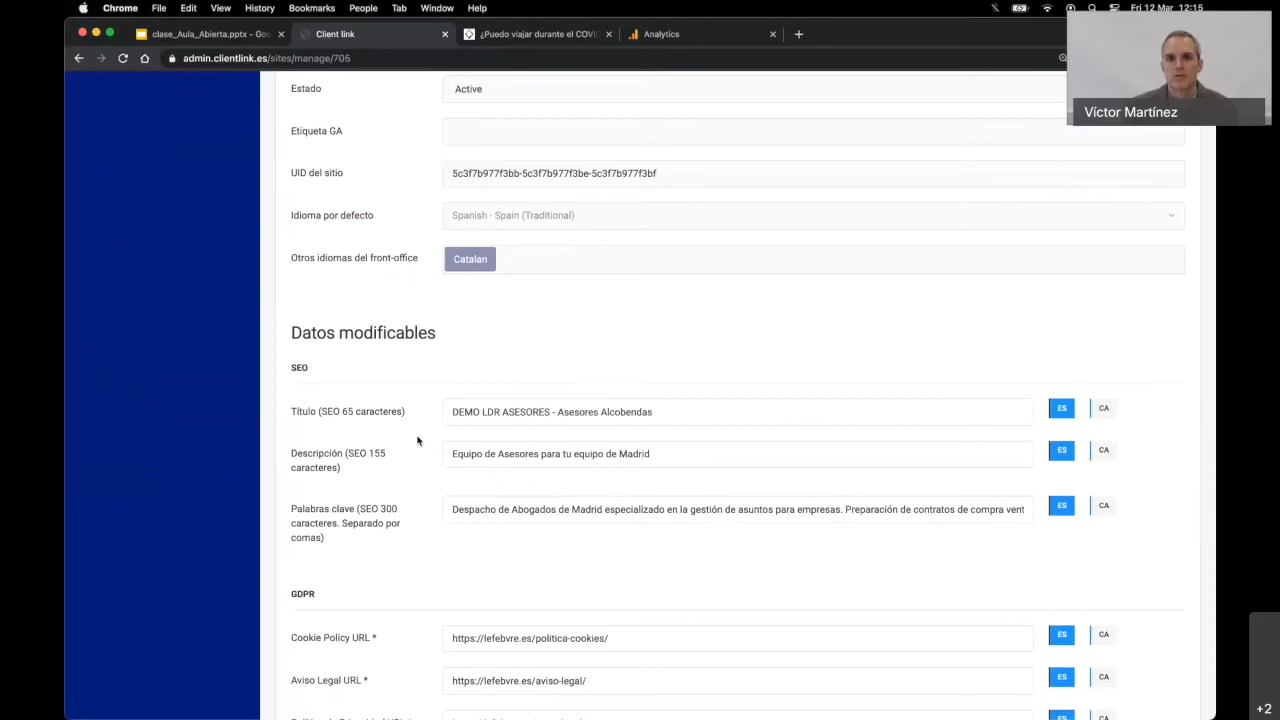 Chrome File Edit View History Bookmarks People Tab Window Help Fri 12 Mar 12:15
clase_Aula_Abierta.pptx - Goo Client link ¿Puedo viajar durante el COVI Analytics
admin.clientlink.es/sites/manage/705
Víctor Martínez
Estado Active
Etiqueta GA
UID del sitio 5c3f7b977f3bb-5c3f7b977f3be-5c3f7b977f3bf
Idioma por defecto Spanish - Spain (Traditional)
Otros idiomas del front-office Catalan
Datos modificables
SEO
Título (SEO 65 caracteres) DEMO LDR ASESORES - Asesores Alcobendas ES CA
Descripción (SEO 155 Equipo de Asesores para tu equipo de Madrid ES CA
caracteres)
Palabras clave (SEO 300 Despacho de Abogados de Madrid especializado en la gestión de asuntos para empresas. Preparación de contratos de compra vent ES CA
caracteres. Separado por
comas)
GDPR
Cookie Policy URL * https://lefebvre.es/politica-cookies/ ES CA
Aviso Legal URL * https://lefebvre.es/aviso-legal/ ES CA
ES CA
+2